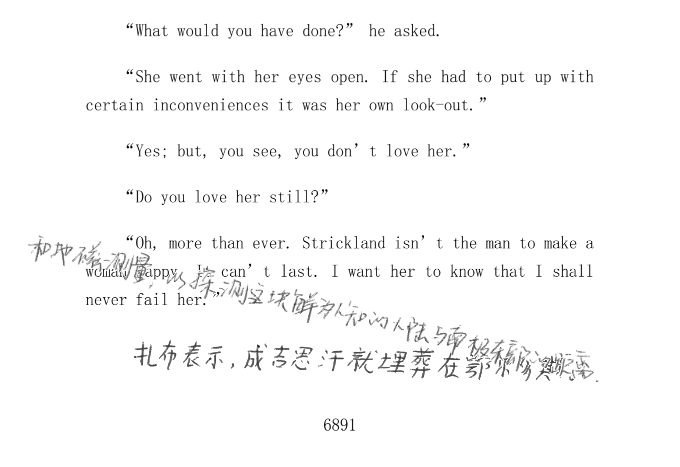 “What would you have done?” he asked.
“She went with her eyes open. If she had to put up with
certain inconveniences it was her own look-out.”
“Yes; but, you see, you don’t love her.”
“Do you love her still?”
“Oh, more than ever. Strickland isn’t the man to make a
woman happy. It can’t last. I want her to know that I shall
never fail her.”
和地磁测量,以探测这块鲜为人知的大陆与南极在
扎布表示,成吉思汗就埋葬在鄂尔
6891